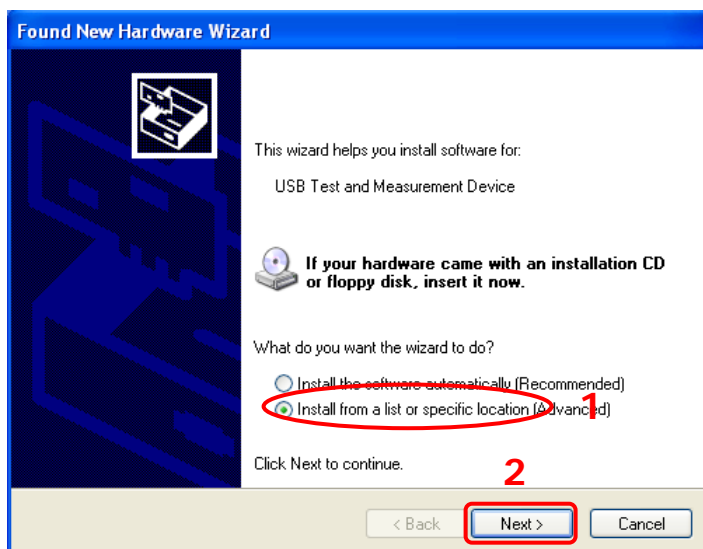 Found New Hardware Wizard
This wizard helps you install software for:
USB Test and Measurement Device
If your hardware came with an installation CD
or floppy disk, insert it now.
What do you want the wizard to do?
Install the software automatically (Recommended)
Install from a list or specific location (Advanced)
1
Click Next to continue.
2
< Back
Next >
Cancel